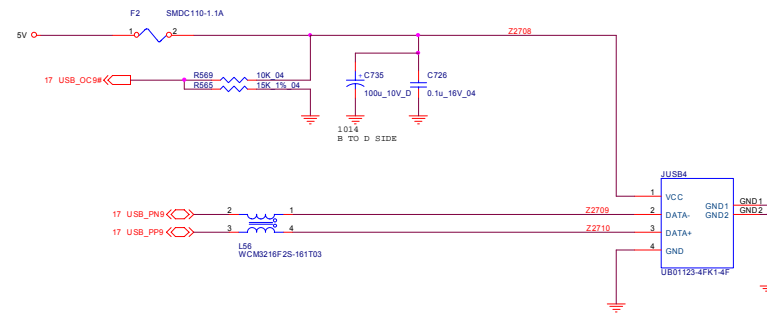 F2 SMDC110-1.1A
5V 1 2 Z2708
17 USB_OC9# R569 10K_04
R565 15K_1%_04
+ C735 C726
100u_10V_D 0.1u_16V_04
1014
B TO D SIDE
JUSB4
1 VCC
17 USB_PN9 2 1 Z2709 2 DATA- GND1 GND1
GND2 GND2
17 USB_PP9 3 4 Z2710 3 DATA+
L56 4 GND
WCM3216F2S-161T03
UB01123-4FK1-4F